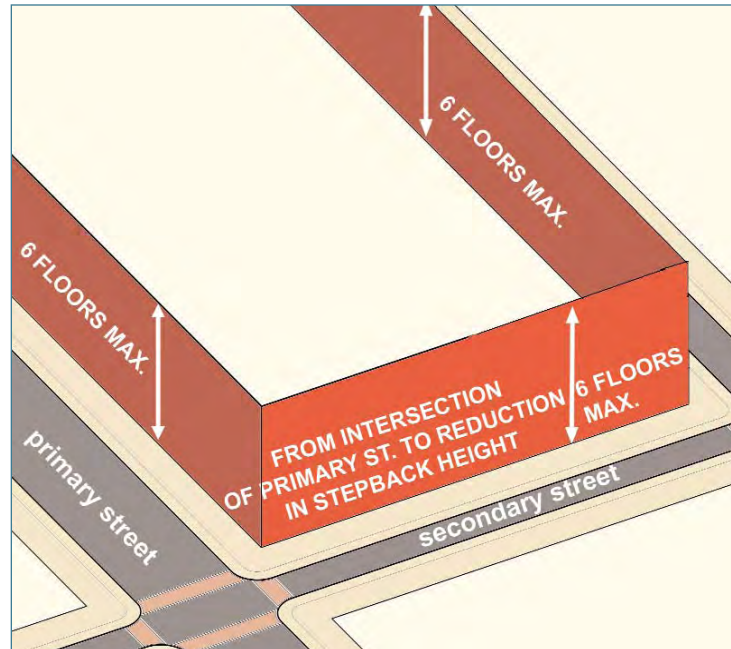 6 FLOORS MAX.
6 FLOORS MAX.
FROM INTERSECTION
OF PRIMARY ST. TO REDUCTION
IN STEPBACK HEIGHT
6 FLOORS
MAX.
primary street
secondary street